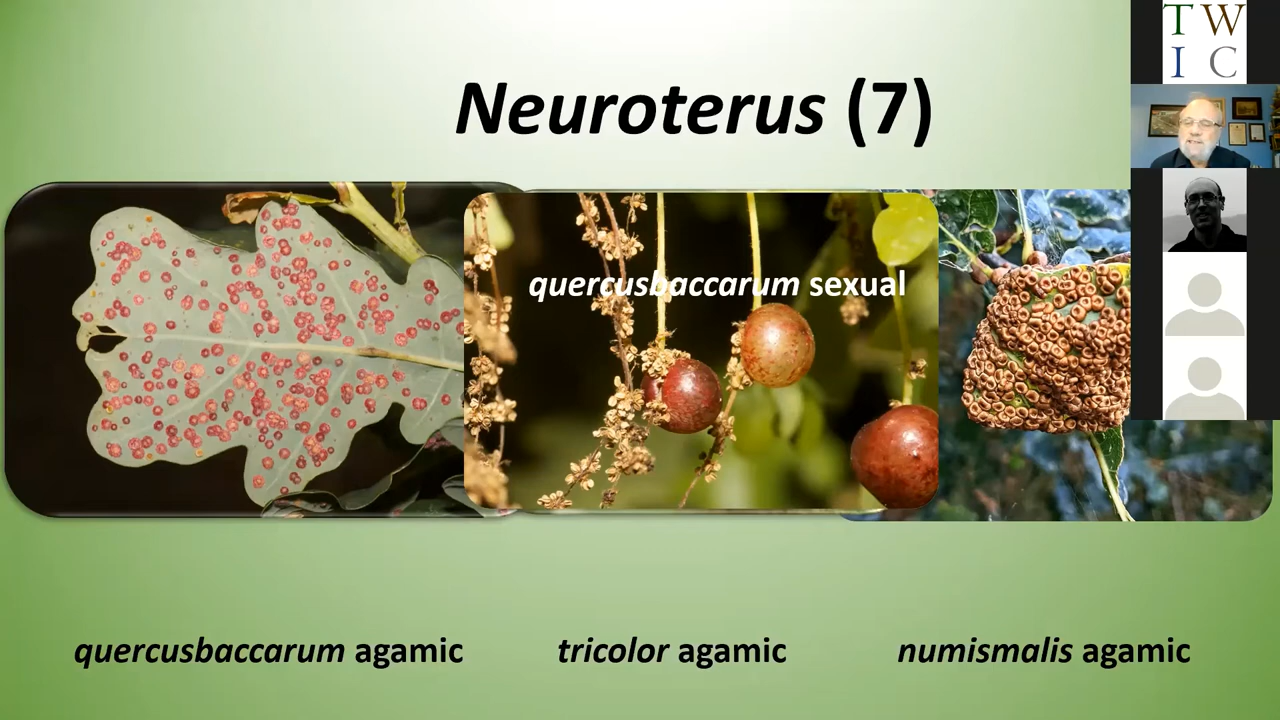 T W
I C
Neuroterus (7)
quercusbaccarum sexual
quercusbaccarum agamic
tricolor agamic
numismalis agamic